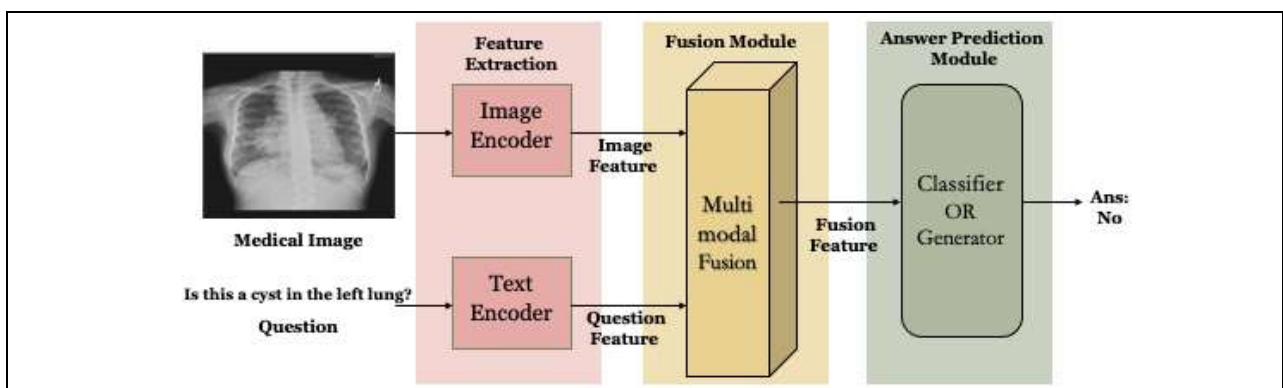 Feature
Extraction
Fusion Module
Answer Prediction
Module
Image
Encoder
Image
Feature
Medical Image
Multi
modal
Fusion
Classifier
OR
Generator
Fusion
Feature
Ans:
No
Is this a cyst in the left lung?
Question
Text
Encoder
Question
Feature